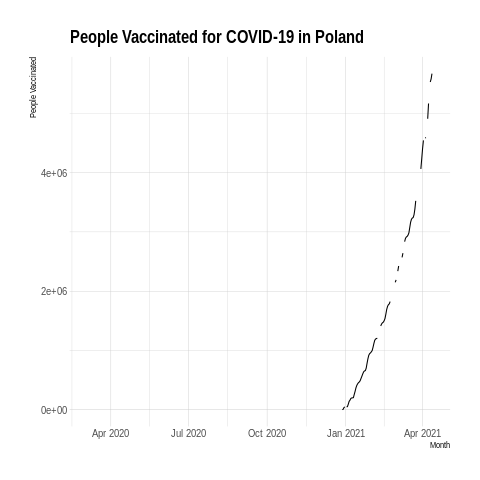 People Vaccinated for COVID-19 in Poland
People Vaccinated
4e+06
2e+06
0e+00
Apr 2020 Jul 2020 Oct 2020 Jan 2021 Apr 2021
Month